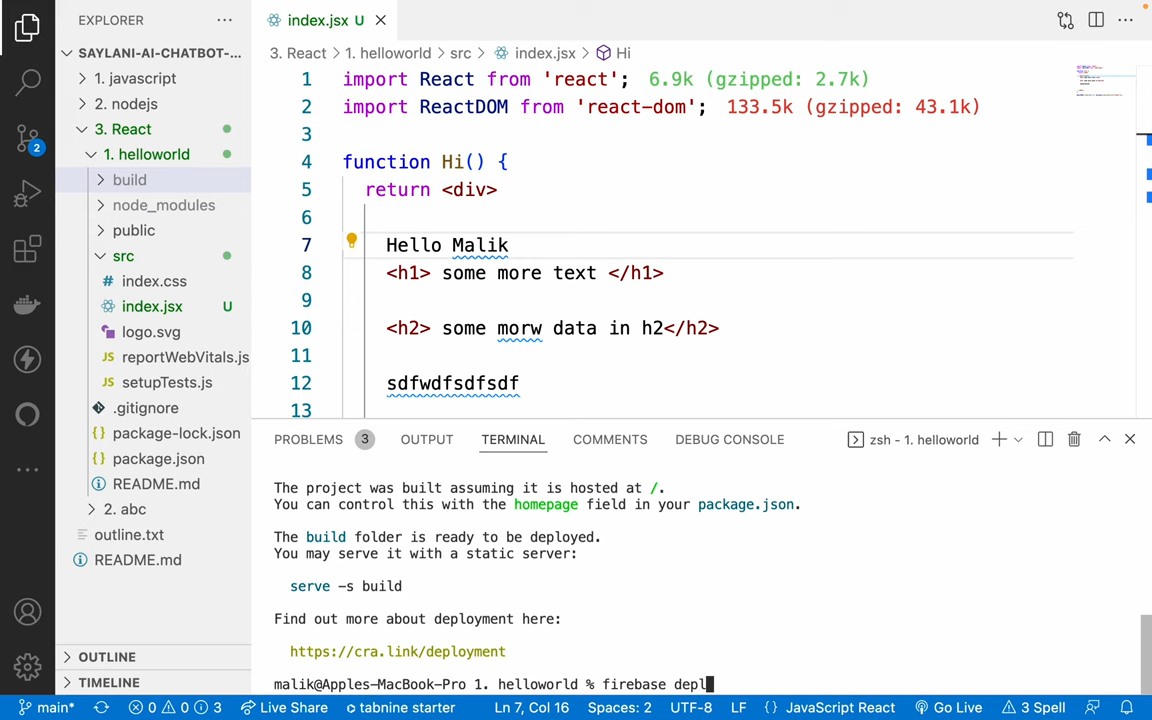 EXPLORER
SAYLANI-AI-CHATBOT-...
1. javascript
2. nodejs
3. React
1. helloworld
build
node_modules
public
src
index.css
index.jsx U
logo.svg
reportWebVitals.js
setupTests.js
.gitignore
package-lock.json
package.json
README.md
2. abc
outline.txt
README.md
OUTLINE
TIMELINE
2
index.jsx U
3. React > 1. helloworld > src > index.jsx > Hi
1 import React from 'react'; 6.9k (gzipped: 2.7k)
2 import ReactDOM from 'react-dom'; 133.5k (gzipped: 43.1k)
3
4 function Hi() {
5 return <div>
6
7 Hello Malik
8 <h1> some more text </h1>
9
10 <h2> some morw data in h2</h2>
11
12 sdfwdfsdfsdf
13
PROBLEMS 3 OUTPUT TERMINAL COMMENTS DEBUG CONSOLE zsh - 1. helloworld
The project was built assuming it is hosted at /.
You can control this with the homepage field in your package.json.
The build folder is ready to be deployed.
You may serve it with a static server:
serve -s build
Find out more about deployment here:
https://cra.link/deployment
malik@Apples-MacBook-Pro 1. helloworld % firebase depl
main* 0 0 3 Live Share tabnine starter Ln 7, Col 16 Spaces: 2 UTF-8 LF {} JavaScript React Go Live 3 Spell